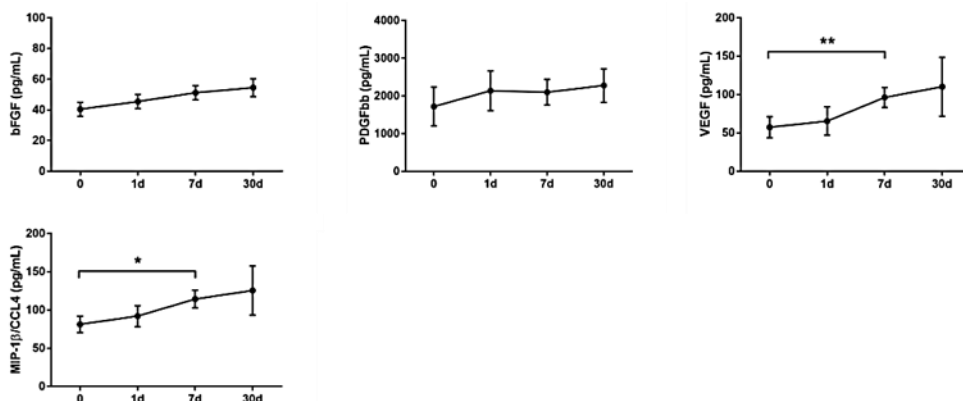 bFGF (pg/mL)
100
80
60
40
20
0
0 1d 7d 30d
PDGFbb (pg/mL)
4000
3000
2000
1000
0
0 1d 7d 30d
VEGF (pg/mL)
200
150
100
50
0
**
0 1d 7d 30d
MIP-1β/CCL4 (pg/mL)
200
150
100
50
0
*
0 1d 7d 30d